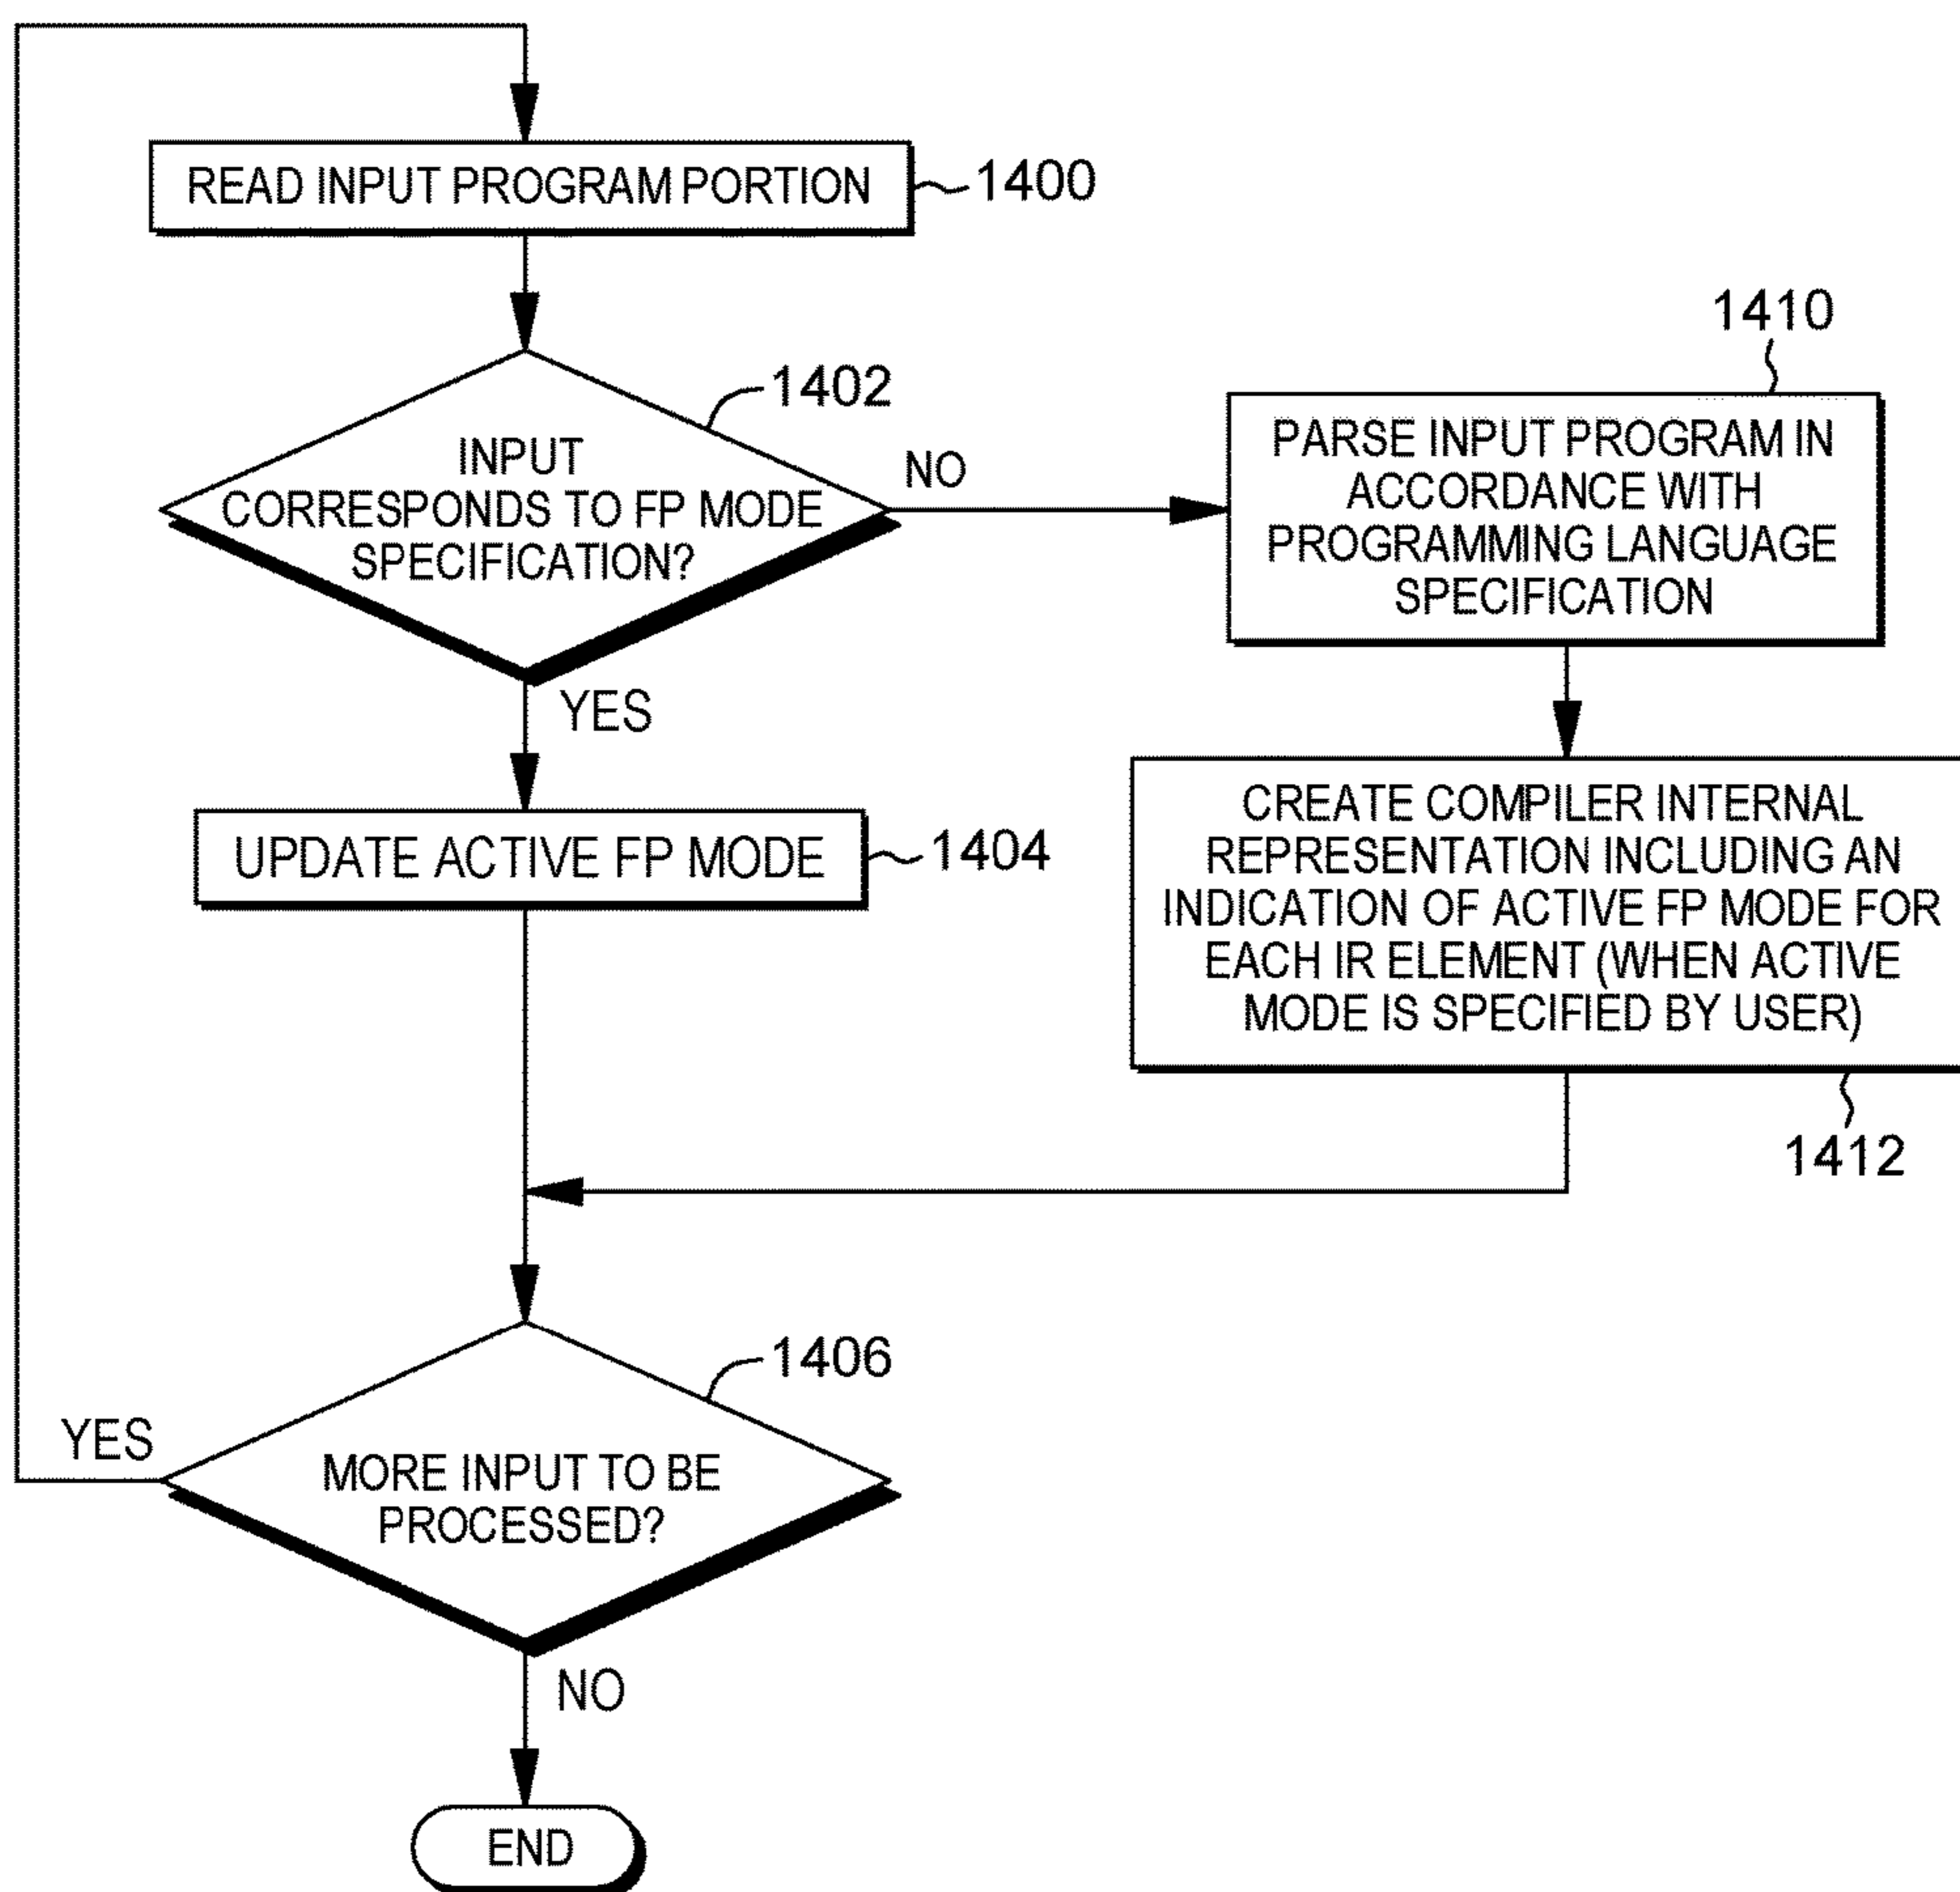 READ INPUT PROGRAM PORTION
1400
1402
INPUT
CORRESPONDS TO FP MODE
SPECIFICATION?
NO
YES
1410
PARSE INPUT PROGRAM IN
ACCORDANCE WITH
PROGRAMMING LANGUAGE
SPECIFICATION
UPDATE ACTIVE FP MODE
1404
CREATE COMPILER INTERNAL
REPRESENTATION INCLUDING AN
INDICATION OF ACTIVE FP MODE FOR
EACH IR ELEMENT (WHEN ACTIVE
MODE IS SPECIFIED BY USER)
1412
1406
YES
MORE INPUT TO BE
PROCESSED?
NO
END